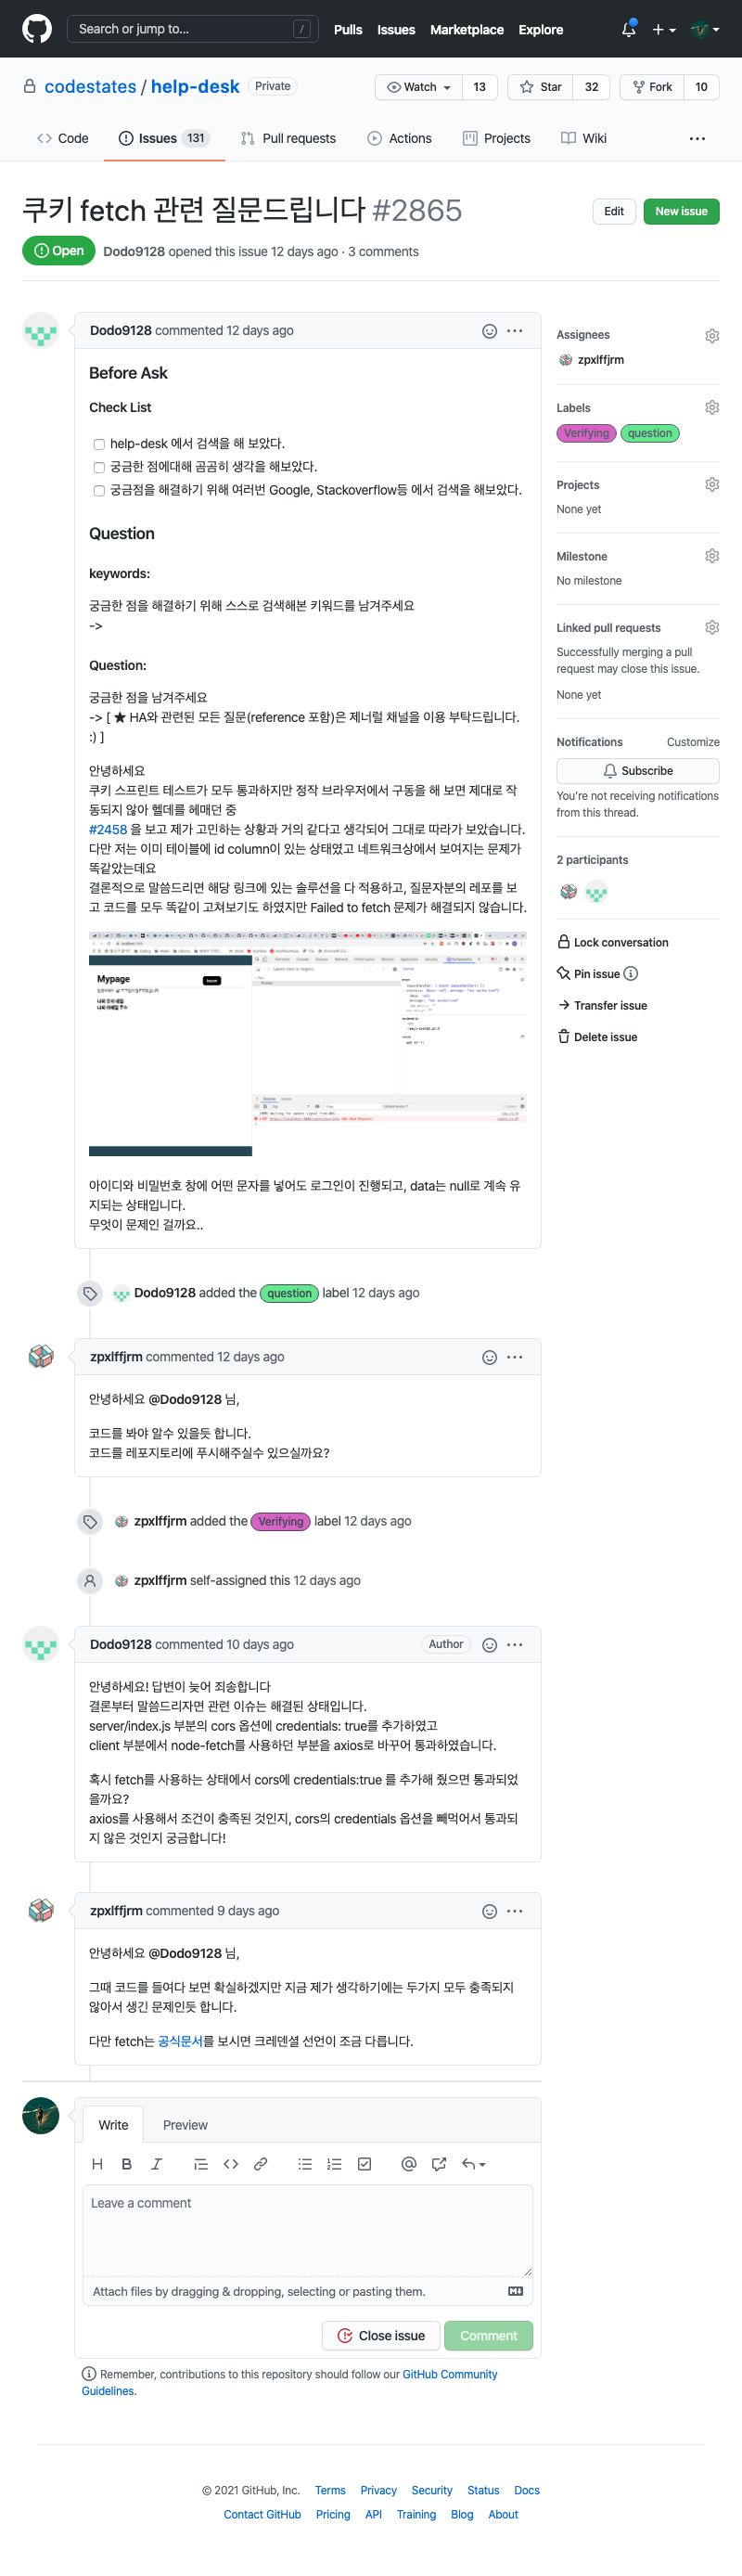 Search or jump to... /
Pulls Issues Marketplace Explore
codestates / help-desk Private
Watch 13 Star 32 Fork 10
Code Issues 131 Pull requests Actions Projects Wiki ...
쿠키 fetch 관련 질문드립니다 #2865
Edit New issue
Open Dodo9128 opened this issue 12 days ago · 3 comments
Dodo9128 commented 12 days ago
Before Ask
Check List
help-desk 에서 검색을 해 보았다.
궁금한 점에대해 곰곰히 생각을 해보았다.
궁금점을 해결하기 위해 여러번 Google, Stackoverflow등 에서 검색을 해보았다.
Question
keywords:
궁금한 점을 해결하기 위해 스스로 검색해본 키워드를 남겨주세요
->
Question:
궁금한 점을 남겨주세요
-> [ ★ HA와 관련된 모든 질문(reference 포함)은 제너럴 채널을 이용 부탁드립니다.
:) ]
안녕하세요
쿠키 스프린트 테스트가 모두 통과하지만 정작 브라우저에서 구동을 해 보면 제대로 작
동되지 않아 헬데를 헤매던 중
#2458 을 보고 제가 고민하는 상황과 거의 같다고 생각되어 그대로 따라가 보았습니다.
다만 저는 이미 테이블에 id column이 있는 상태였고 네트워크상에서 보여지는 문제가
똑같았는데요
결론적으로 말씀드리면 해당 링크에 있는 솔루션을 다 적용하고, 질문자분의 레포를 보
고 코드를 모두 똑같이 고쳐보기도 하였지만 Failed to fetch 문제가 해결되지 않습니다.
Mypage
아이디와 비밀번호 창에 어떤 문자를 넣어도 로그인이 진행되고, data는 null로 계속 유
지되는 상태입니다.
무엇이 문제인 걸까요..
Dodo9128 added the question label 12 days ago
zpxlffjrm commented 12 days ago
안녕하세요 @Dodo9128 님,
코드를 봐야 알수 있을듯 합니다.
코드를 레포지토리에 푸시해주실수 있으실까요?
zpxlffjrm added the Verifying label 12 days ago
zpxlffjrm self-assigned this 12 days ago
Dodo9128 commented 10 days ago Author
안녕하세요! 답변이 늦어 죄송합니다
결론부터 말씀드리자면 관련 이슈는 해결된 상태입니다.
server/index.js 부분의 cors 옵션에 credentials: true를 추가하였고
client 부분에서 node-fetch를 사용하던 부분을 axios로 바꾸어 통과하였습니다.
혹시 fetch를 사용하는 상태에서 cors에 credentials:true 를 추가해 줬으면 통과되었
을까요?
axios를 사용해서 조건이 충족된 것인지, cors의 credentials 옵션을 빼먹어서 통과되
지 않은 것인지 궁금합니다!
zpxlffjrm commented 9 days ago
안녕하세요 @Dodo9128 님,
그때 코드를 들여다 보면 확실하겠지만 지금 제가 생각하기에는 두가지 모두 충족되지
않아서 생긴 문제인듯 합니다.
다만 fetch는 공식문서를 보시면 크레덴셜 선언이 조금 다릅니다.
Write Preview
Leave a comment
Attach files by dragging & dropping, selecting or pasting them.
Close issue Comment
Remember, contributions to this repository should follow our GitHub Community
Guidelines.
Assignees
zpxlffjrm
Labels
Verifying question
Projects
None yet
Milestone
No milestone
Linked pull requests
Successfully merging a pull
request may close this issue.
None yet
Notifications Customize
Subscribe
You're not receiving notifications
from this thread.
2 participants
Lock conversation
Pin issue
Transfer issue
Delete issue
© 2021 GitHub, Inc. Terms Privacy Security Status Docs
Contact GitHub Pricing API Training Blog About